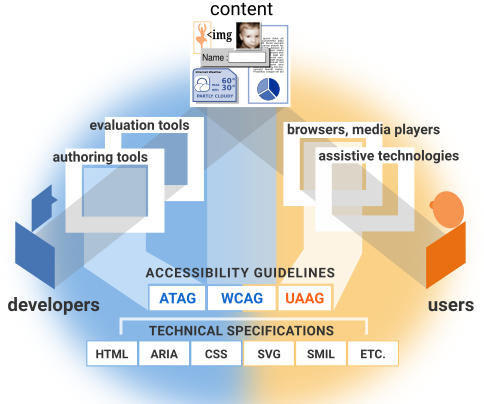 content
<img
Name :
Internet Weather
60°
30°
PARTLY CLOUDY
evaluation tools
authoring tools
browsers, media players
assistive technologies
developers
users
ACCESSIBILITY GUIDELINES
ATAG WCAG UAAG
TECHNICAL SPECIFICATIONS
HTML ARIA CSS SVG SMIL ETC.